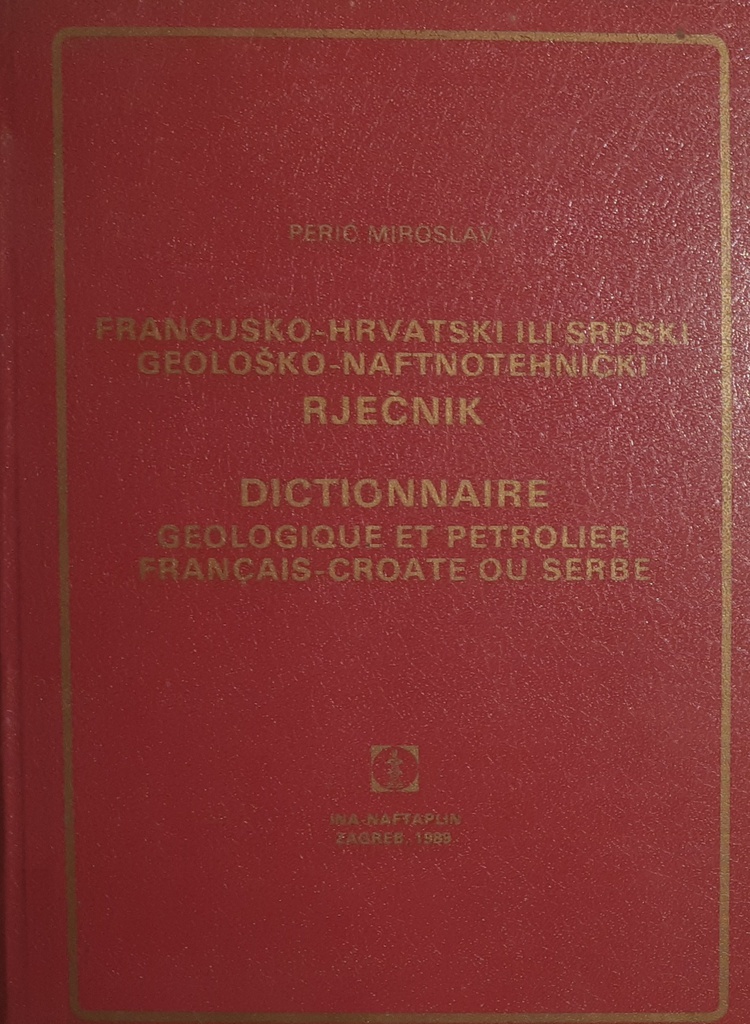 PERIĆ MIROSLAV
FRANCUSKO-HRVATSKI ILI SRPSKI
GEOLOŠKO-NAFTNOTEHNIČKI
RJEČNIK
DICTIONNAIRE
GEOLOGIQUE ET PETROLIER
FRANÇAIS-CROATE OU SERBE
INA-NAFTAPLIN
ZAGREB, 1989.